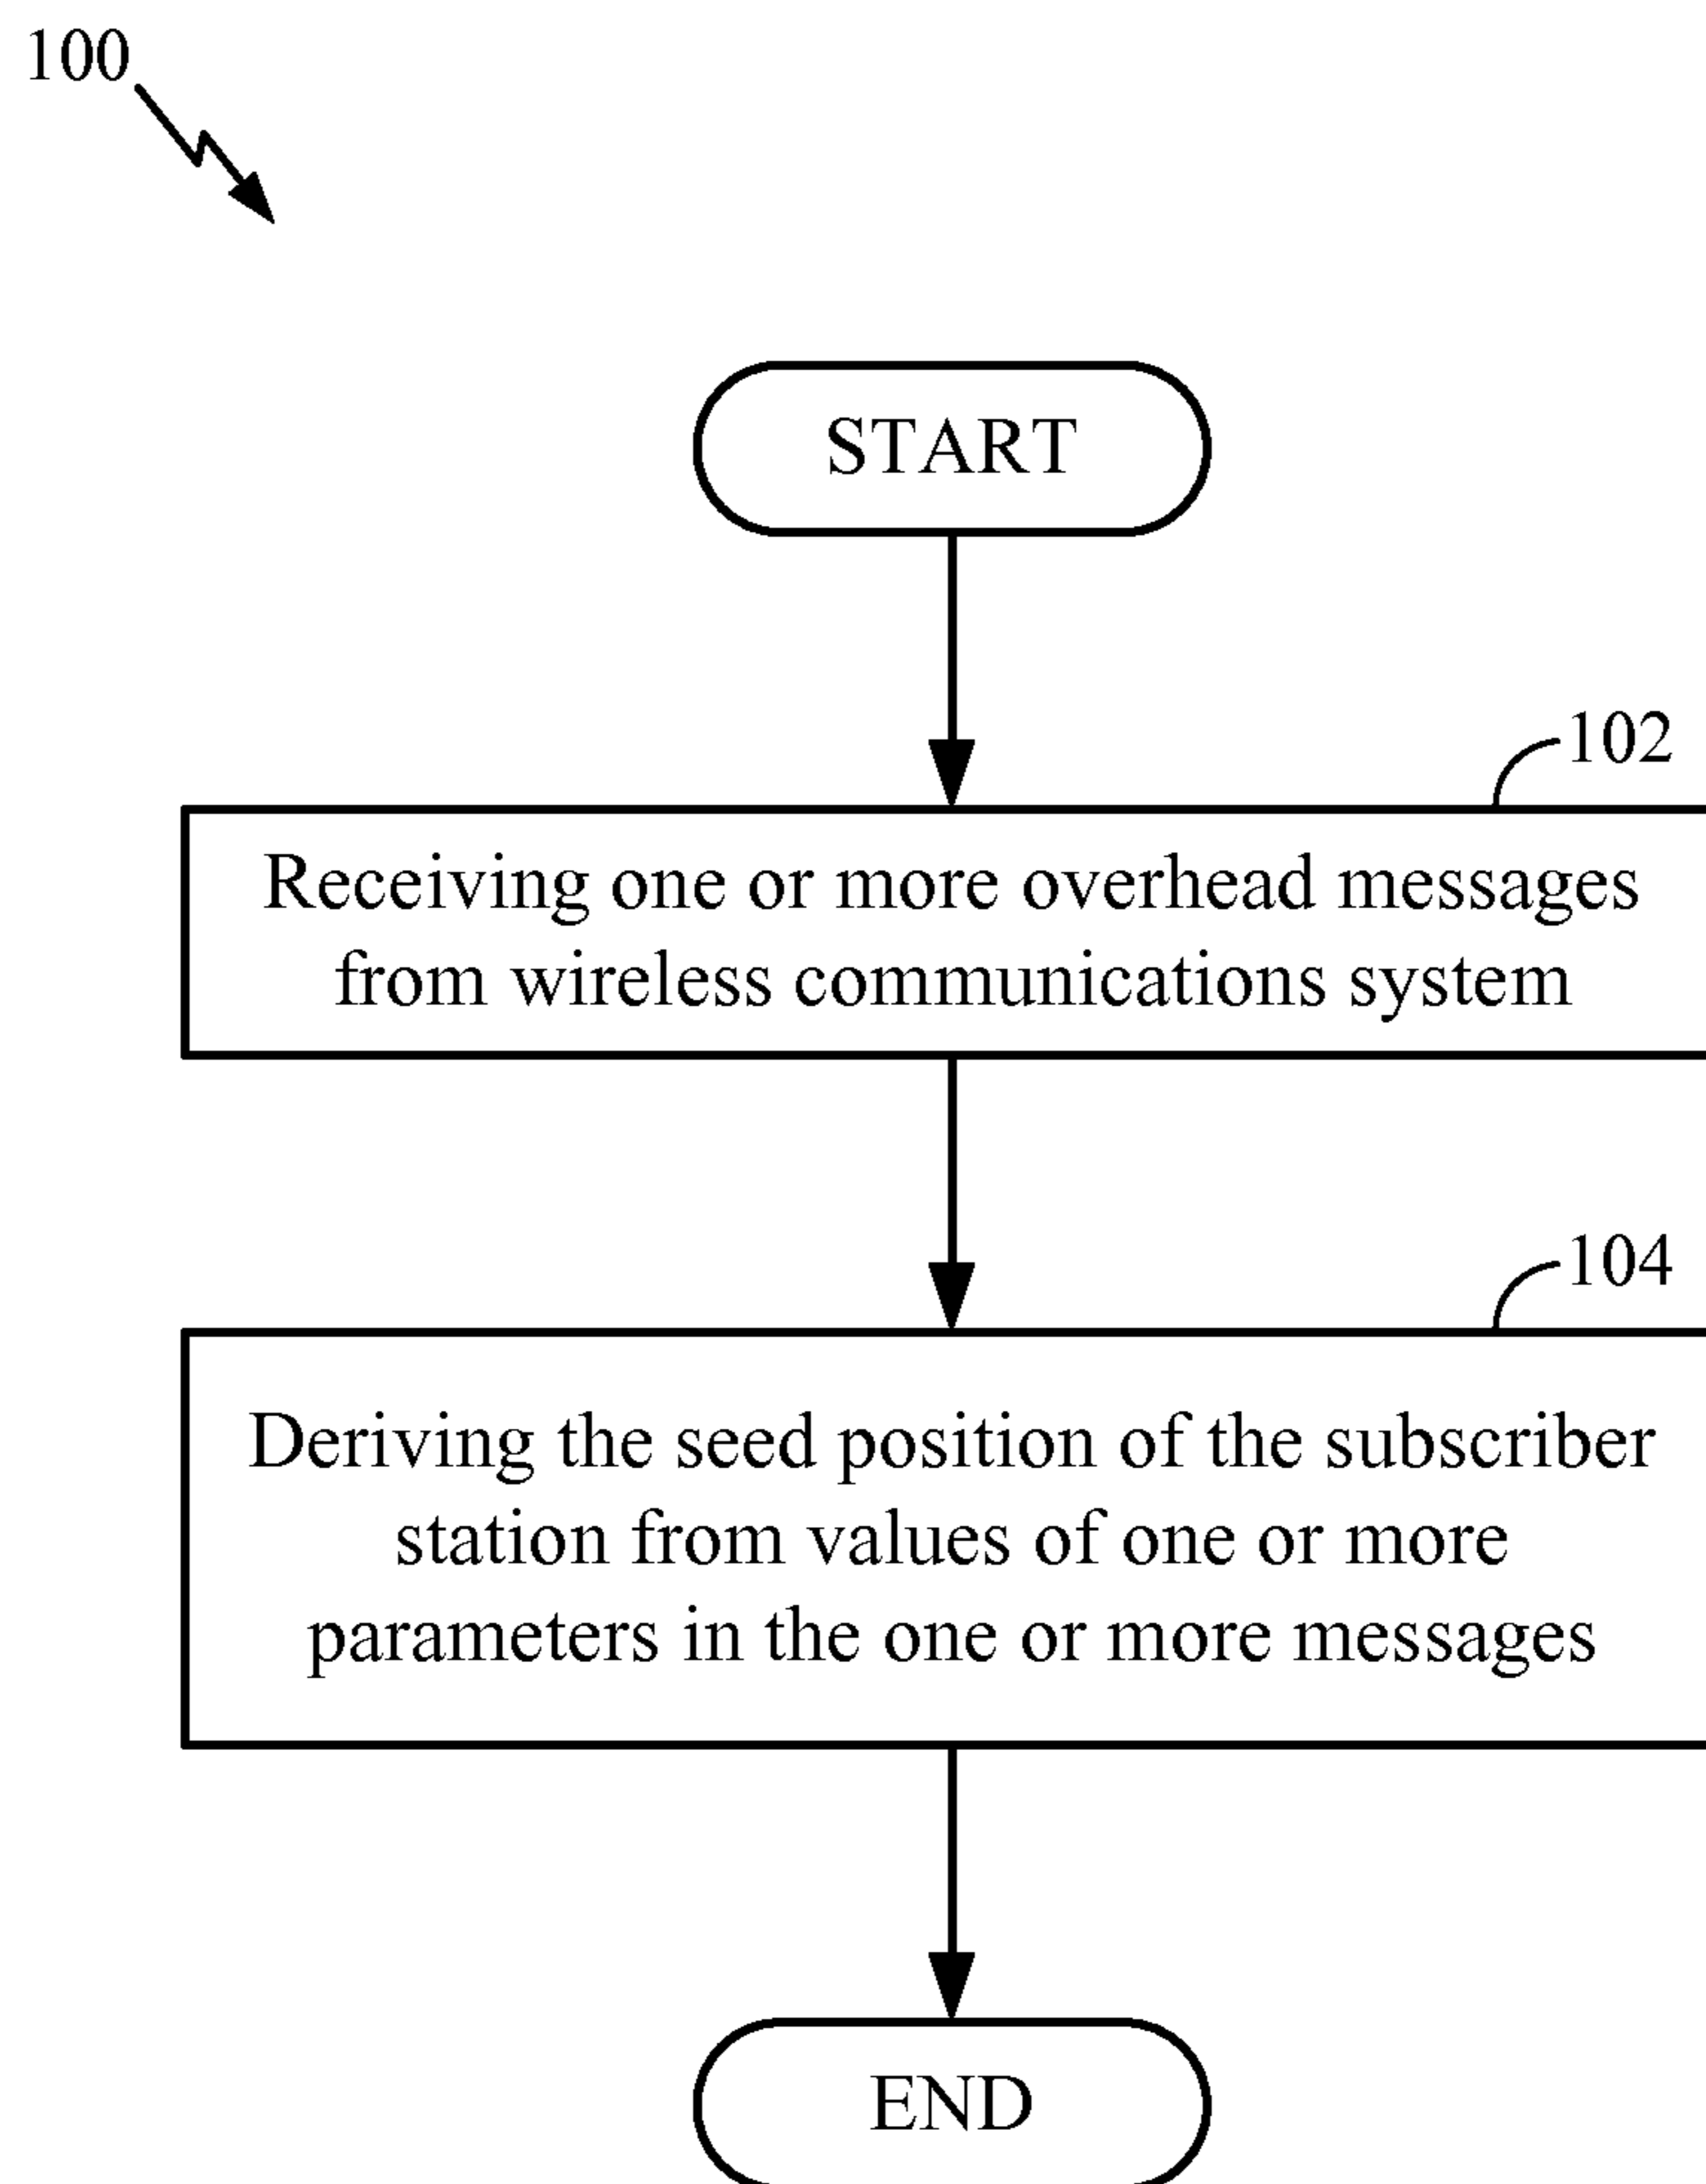 100
START
102
Receiving one or more overhead messages
from wireless communications system
104
Deriving the seed position of the subscriber
station from values of one or more
parameters in the one or more messages
END